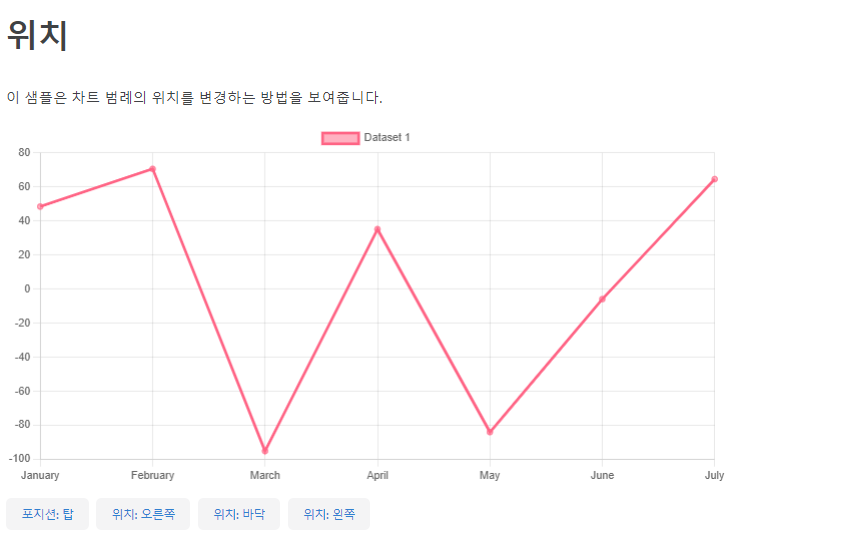 위치
이 샘플은 차트 범례의 위치를 변경하는 방법을 보여줍니다.
Dataset 1
80
60
40
20
0
-20
-40
-60
-80
-100
January February March April May June July
포지션: 탑 위치: 오른쪽 위치: 바닥 위치: 왼쪽